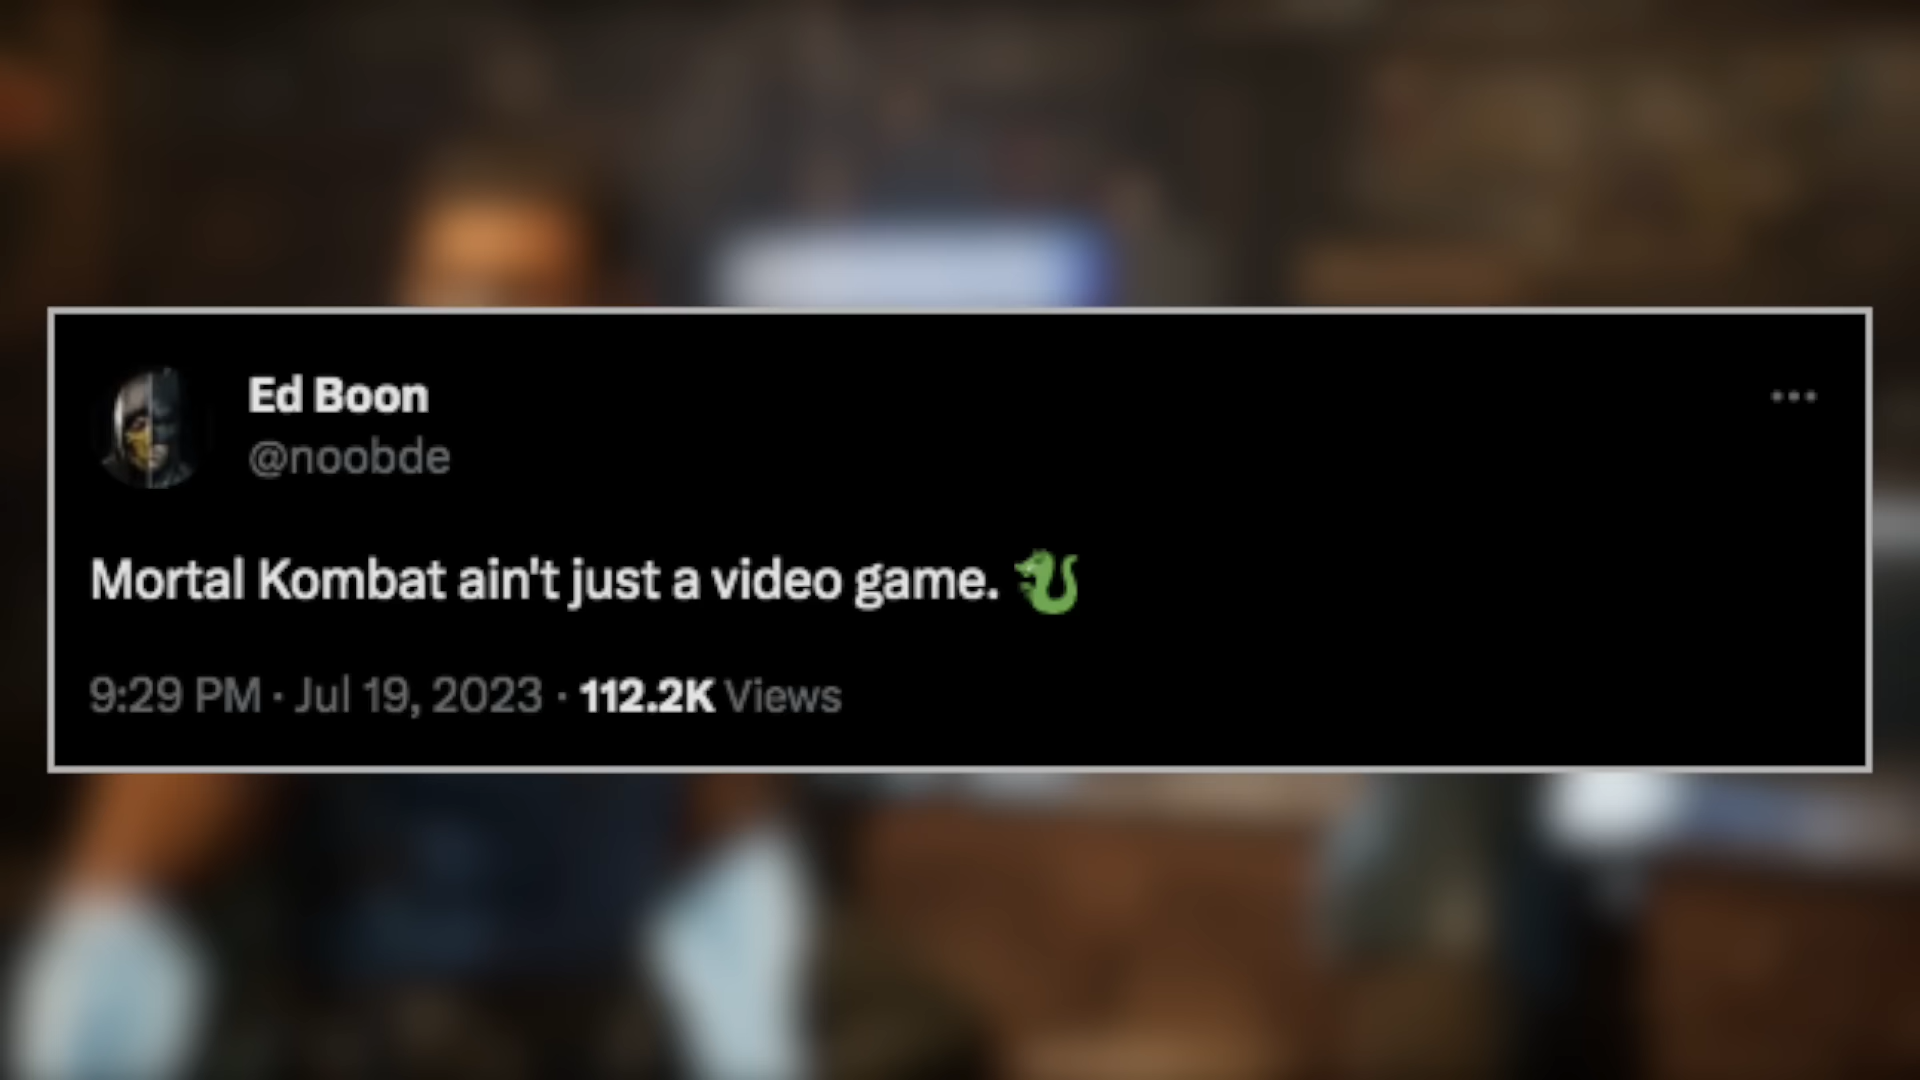 Ed Boon
@noobde
Mortal Kombat ain't just a video game. 🐉
9:29 PM · Jul 19, 2023 · 112.2K Views